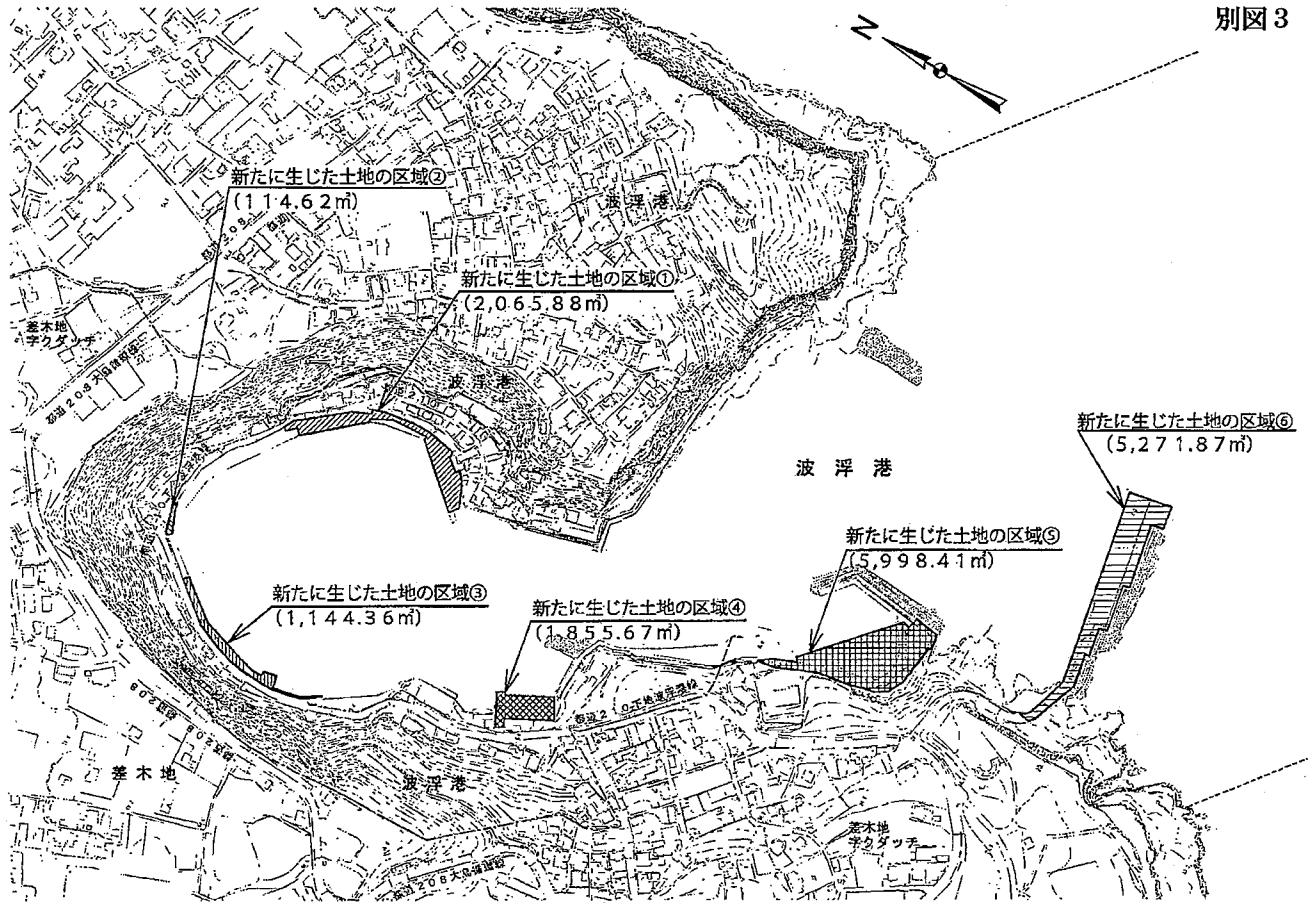 別図3
N
新たに生じた土地の区域②
(114.62㎡)
波浮港
新たに生じた土地の区域①
(2,065.88㎡)
差木地
字クダッチ
波浮港
新たに生じた土地の区域⑥
(5,271.87㎡)
波浮港
新たに生じた土地の区域⑤
(5,998.41㎡)
新たに生じた土地の区域③
(1,144.36㎡)
新たに生じた土地の区域④
(1,855.67㎡)
都道208
差木地
波浮港
差木地
字クダッチ